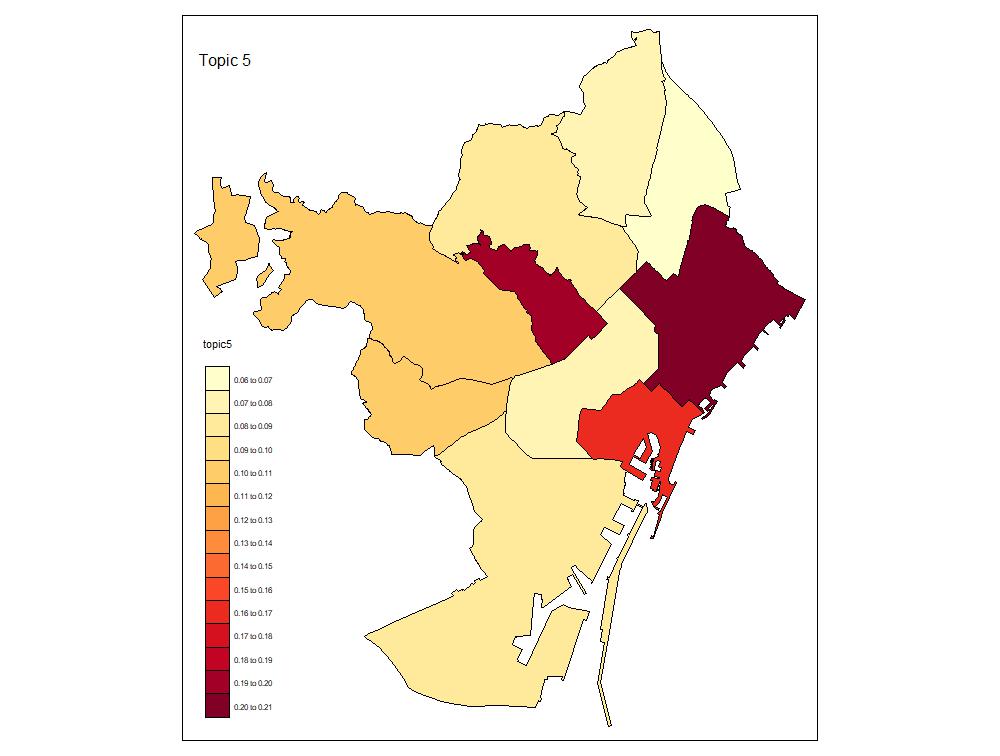 Topic 5
topic5
0.06 to 0.07
0.07 to 0.08
0.08 to 0.09
0.09 to 0.10
0.10 to 0.11
0.11 to 0.12
0.12 to 0.13
0.13 to 0.14
0.14 to 0.15
0.15 to 0.16
0.16 to 0.17
0.17 to 0.18
0.18 to 0.19
0.19 to 0.20
0.20 to 0.21